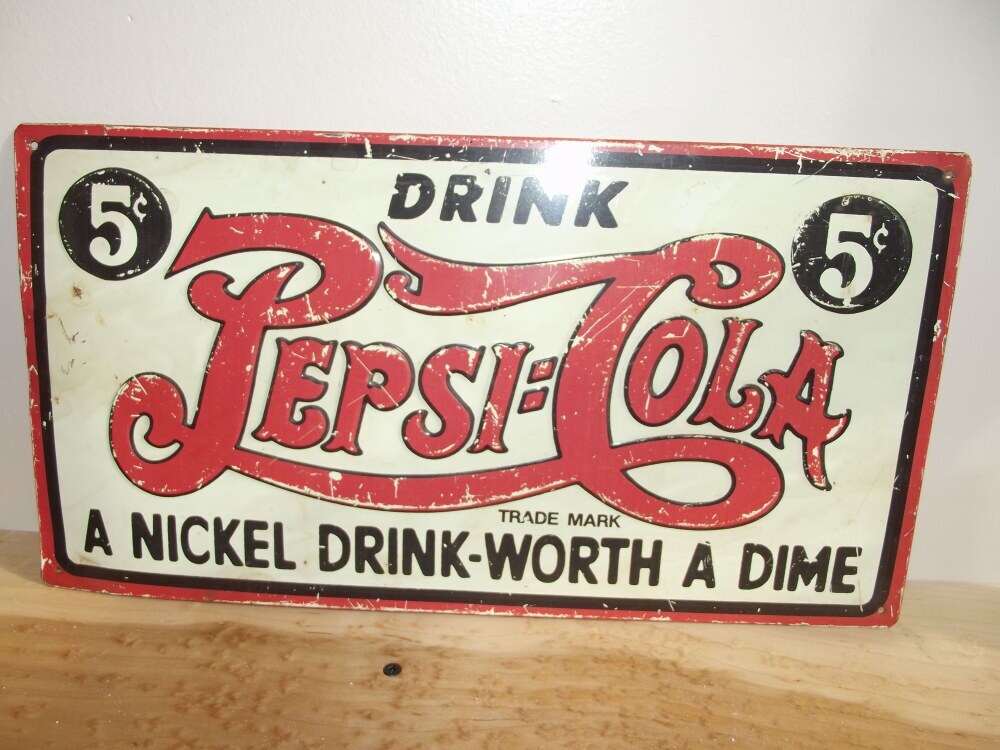 DRINK
5¢ 5¢
PEPSI=COLA
TRADE MARK
A NICKEL DRINK-WORTH A DIME